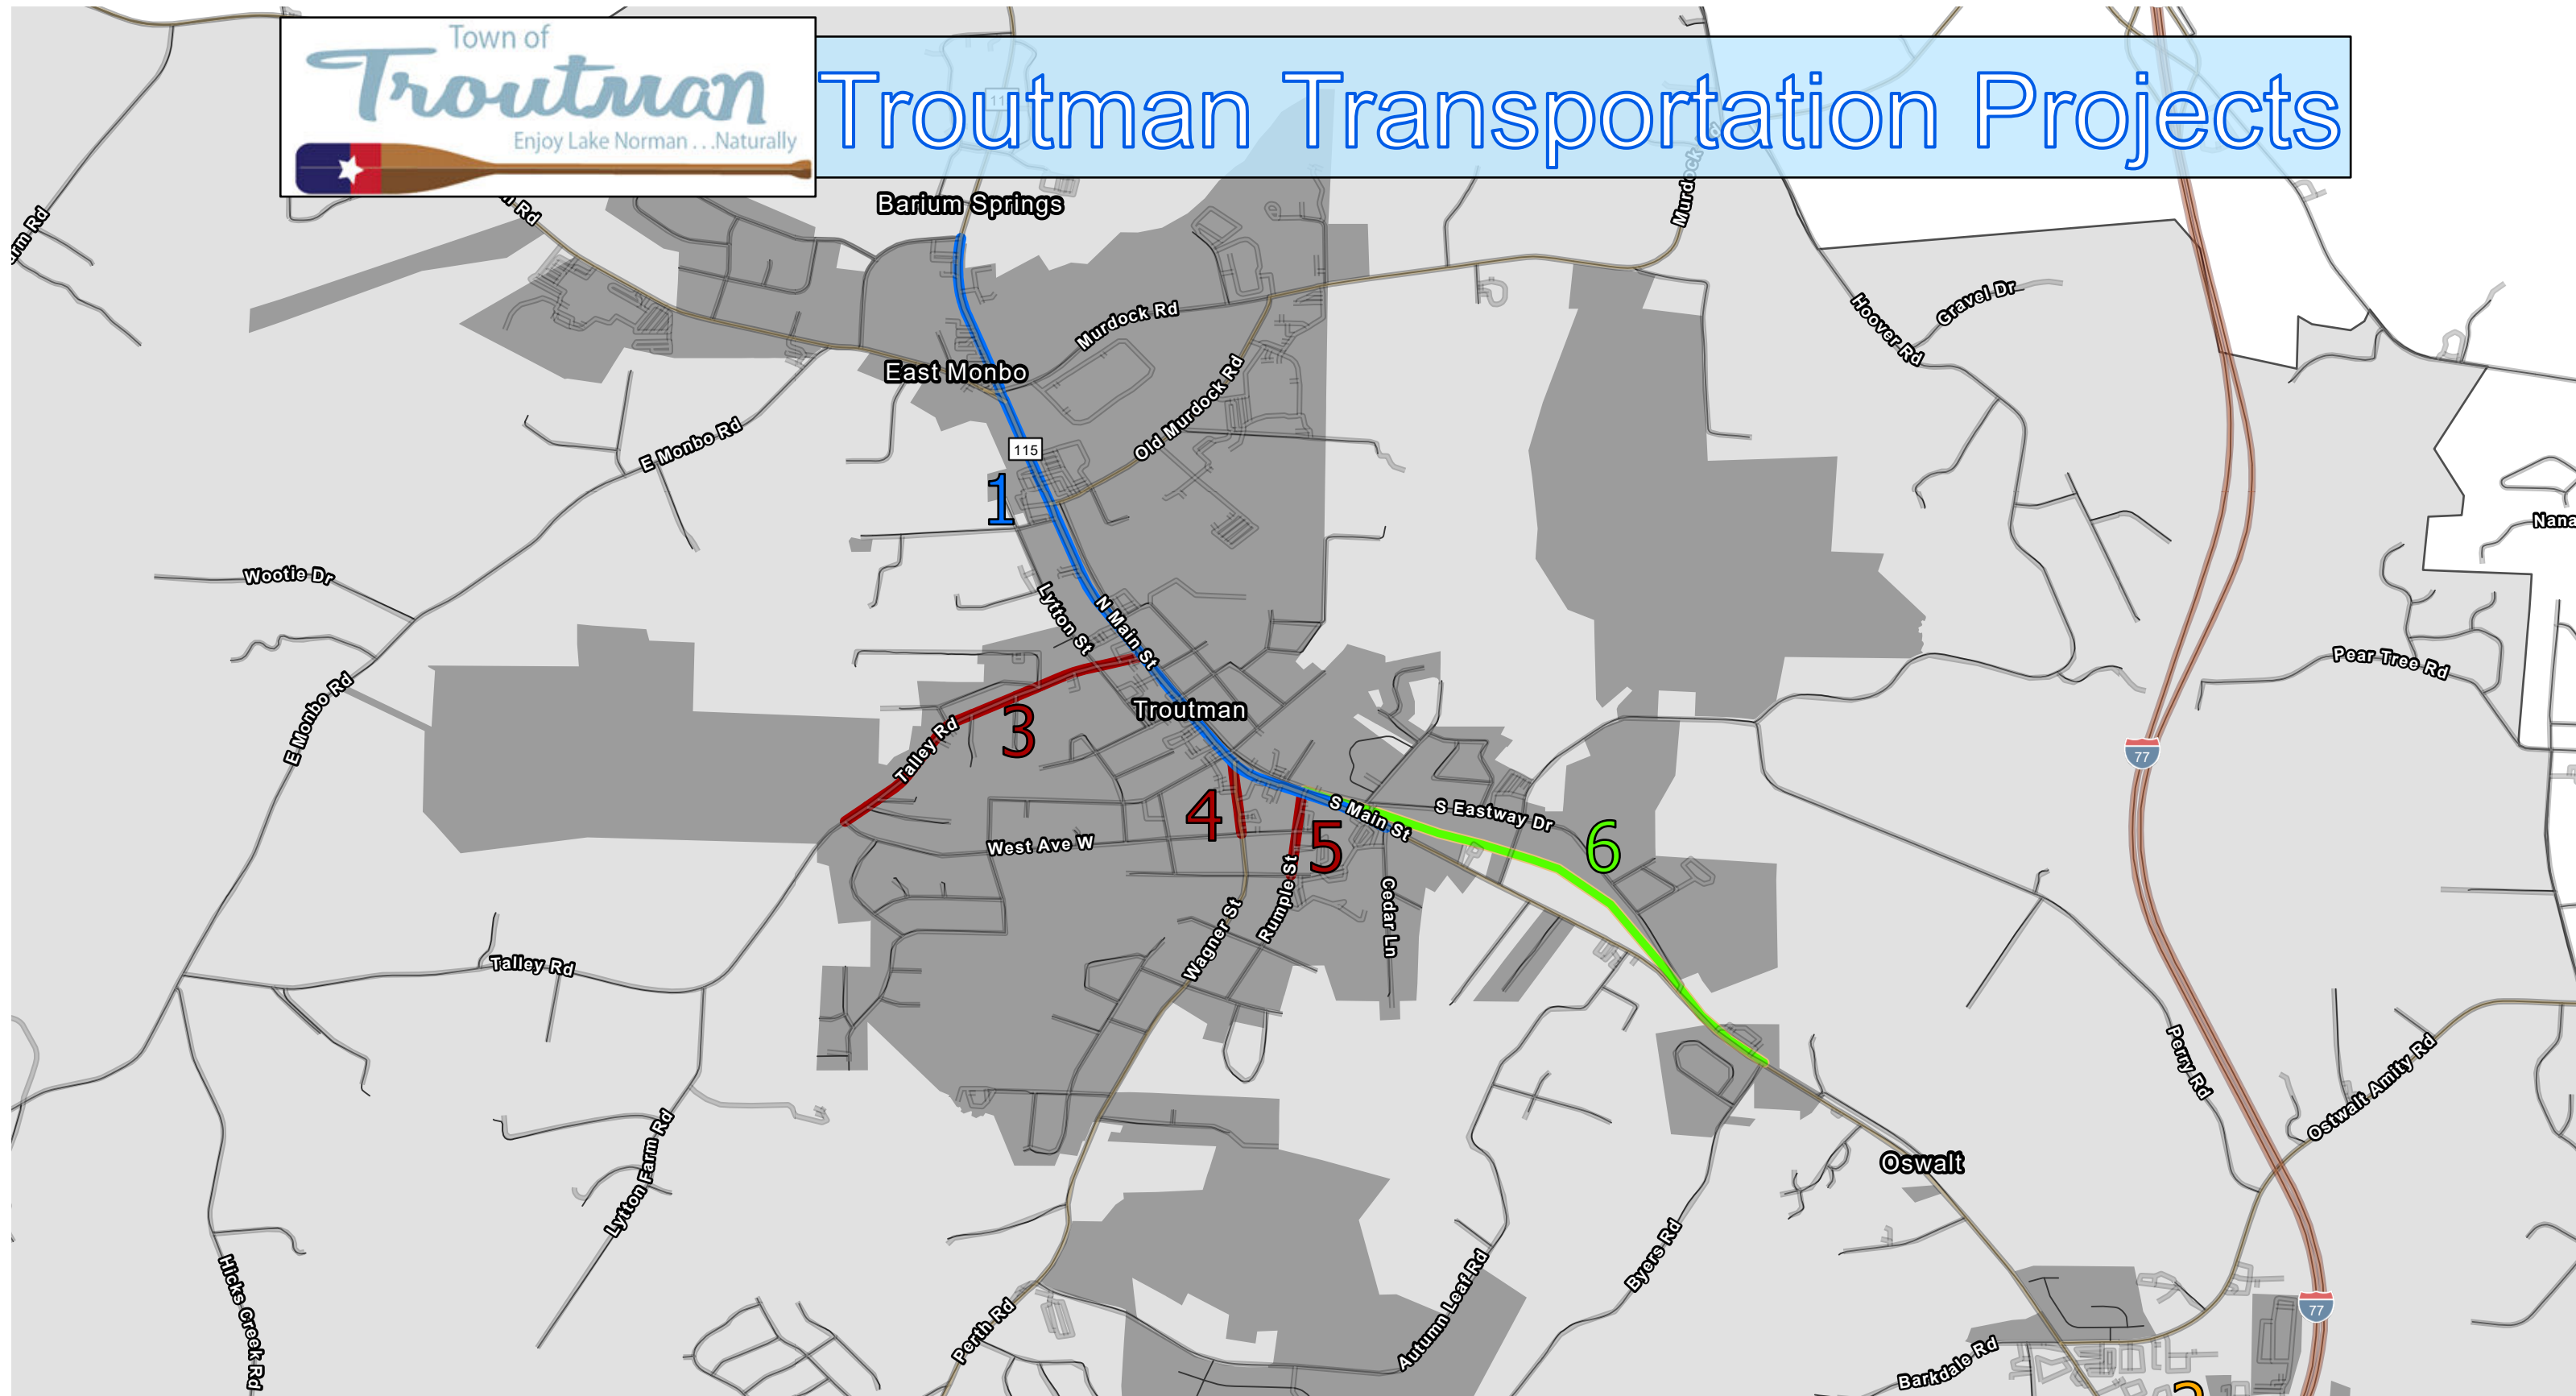 Town of
Troutman
Enjoy Lake Norman . . .Naturally
Troutman Transportation Projects
Barium Springs
Murdock Rd
Gravel Dr
Hoover Rd
Murdock Rd
East Monbo
Old Murdock Rd
E Monbo Rd
115
1
Nana
Wootie Dr
Lytton St
N Main St
Pear Tree Rd
E Monbo Rd
Talley Rd
3
Troutman
77
4
5
S Main St
S Eastway Dr
6
West Ave W
Rumple St
Cedar Ln
Wagner St
Talley Rd
Perry Rd
Ostwalt Amity Rd
Lytton Farm Rd
Oswalt
Hicks Creek Rd
Perth Rd
Autumn Leaf Rd
Byers Rd
77
Barkdale Rd